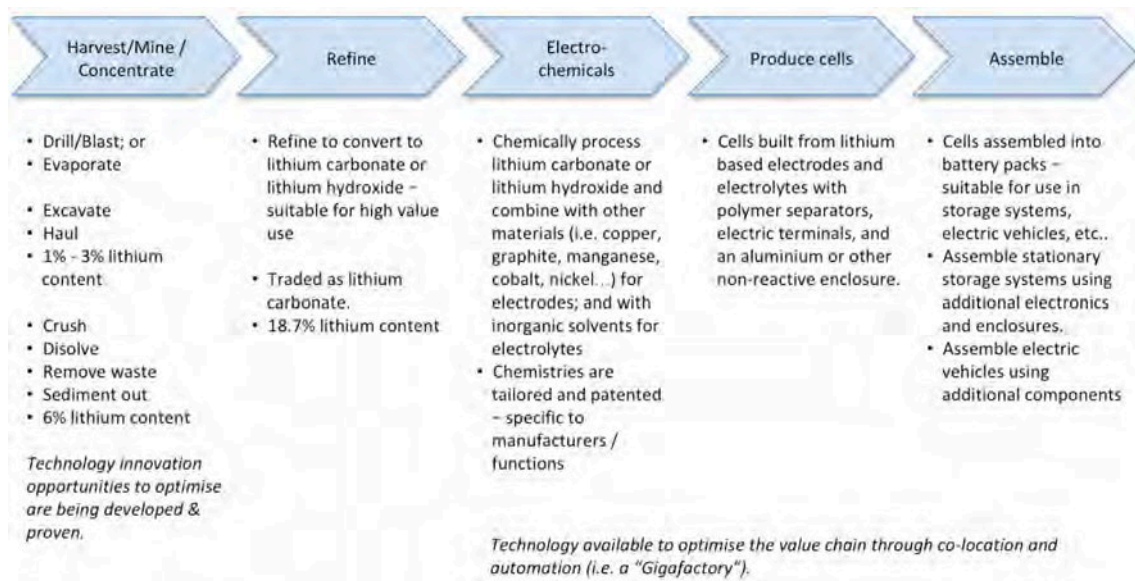 Harvest/Mine /
Concentrate
Refine
Electro-
chemicals
Produce cells
Assemble
• Drill/Blast; or
• Evaporate
• Excavate
• Haul
• 1% - 3% lithium
content
• Crush
• Disolve
• Remove waste
• Sediment out
• 6% lithium content
Technology innovation
opportunities to optimise
are being developed &
proven.
• Refine to convert to
lithium carbonate or
lithium hydroxide –
suitable for high value
use
• Traded as lithium
carbonate.
• 18.7% lithium content
• Chemically process
lithium carbonate or
lithium hydroxide and
combine with other
materials (i.e. copper,
graphite, manganese,
cobalt, nickel...) for
electrodes; and with
inorganic solvents for
electrolytes
• Chemistries are
tailored and patented
– specific to
manufacturers /
functions
• Cells built from lithium
based electrodes and
electrolytes with
polymer separators,
electric terminals, and
an aluminium or other
non-reactive enclosure.
• Cells assembled into
battery packs –
suitable for use in
storage systems,
electric vehicles, etc..
• Assemble stationary
storage systems using
additional electronics
and enclosures.
• Assemble electric
vehicles using
additional components
Technology available to optimise the value chain through co-location and
automation (i.e. a "Gigafactory").